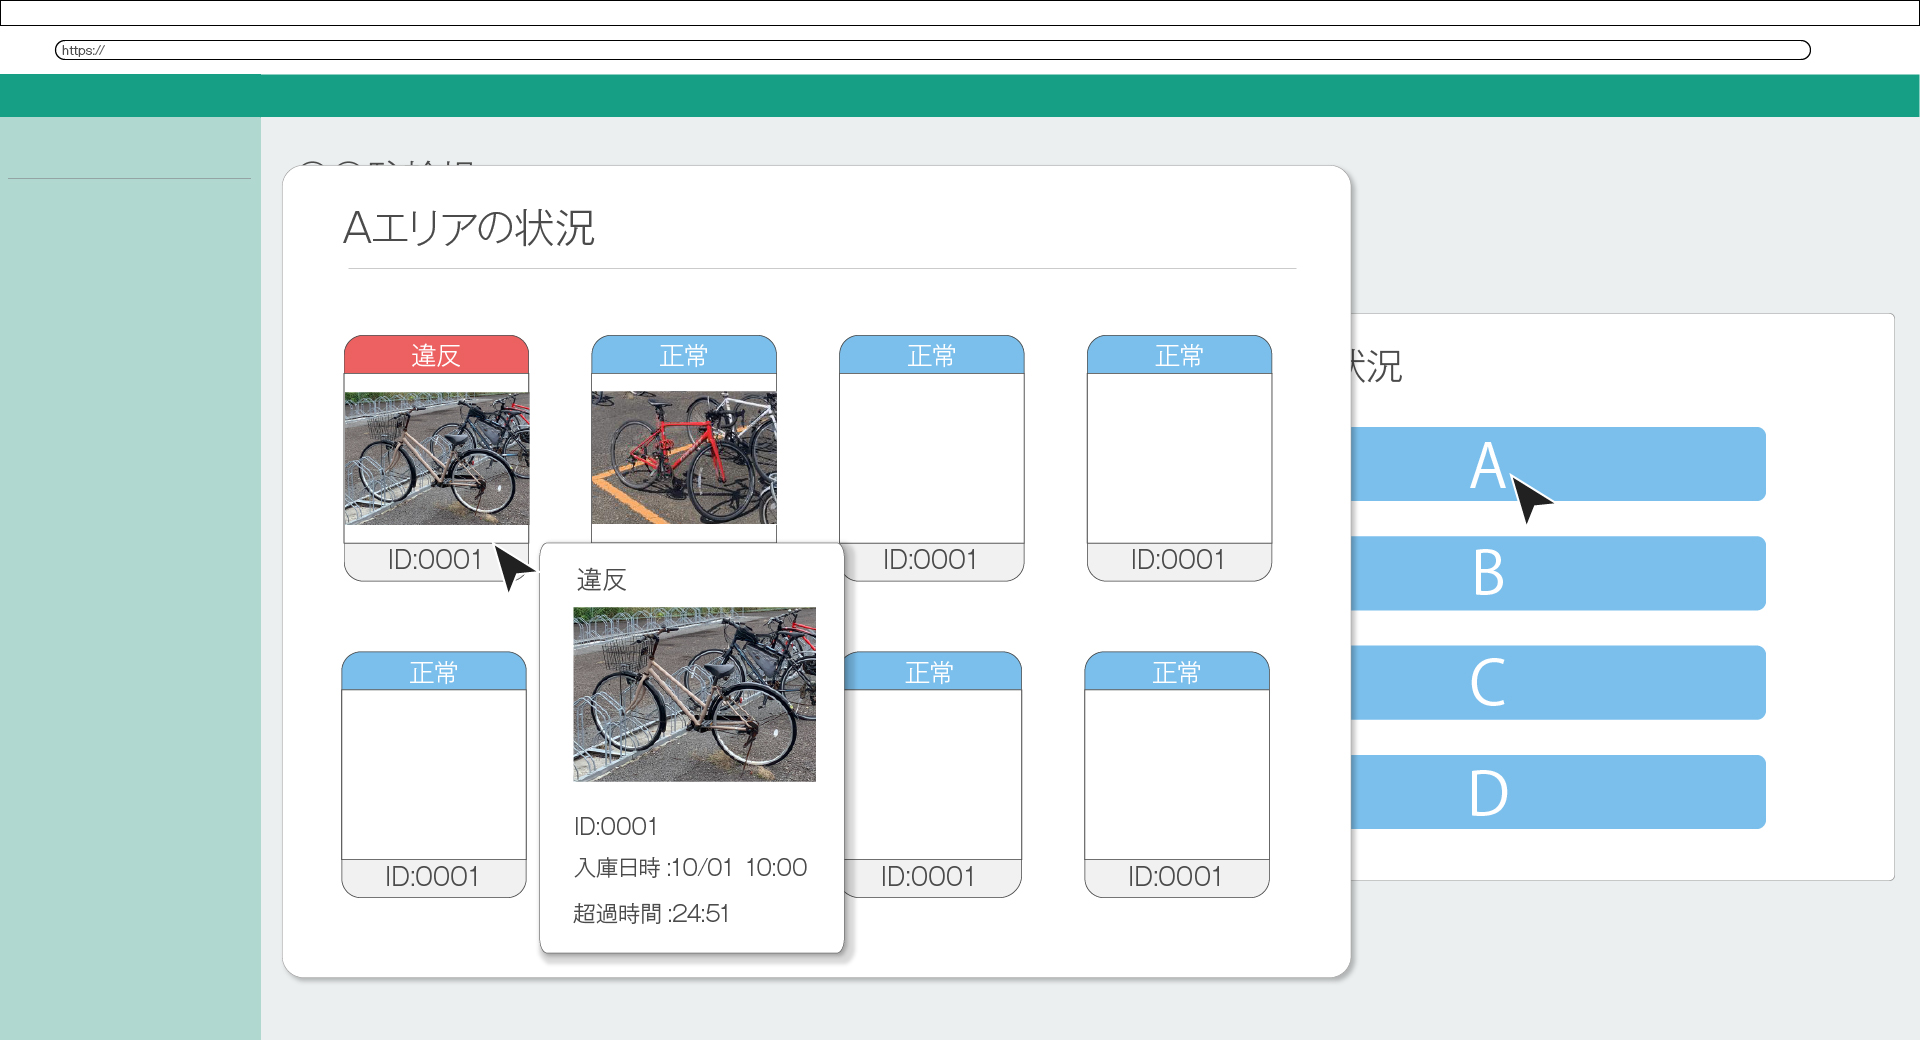 https://
Aエリアの状況
違反
正常
正常
正常
ID:0001
ID:0001
ID:0001
違反
ID:0001
入庫日時 :10/01 10:00
超過時間 :24:51
正常
正常
正常
ID:0001
ID:0001
ID:0001
状況
A
B
C
D